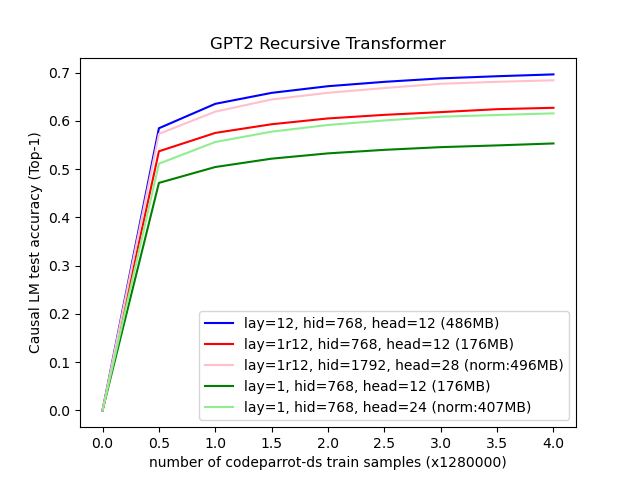 GPT2 Recursive Transformer
Causal LM test accuracy (Top-1)
0.7
0.6
0.5
0.4
0.3
0.2
0.1
0.0
lay=12, hid=768, head=12 (486MB)
lay=1r12, hid=768, head=12 (176MB)
lay=1r12, hid=1792, head=28 (norm:496MB)
lay=1, hid=768, head=12 (176MB)
lay=1, hid=768, head=24 (norm:407MB)
0.0 0.5 1.0 1.5 2.0 2.5 3.0 3.5 4.0
number of codeparrot-ds train samples (x1280000)